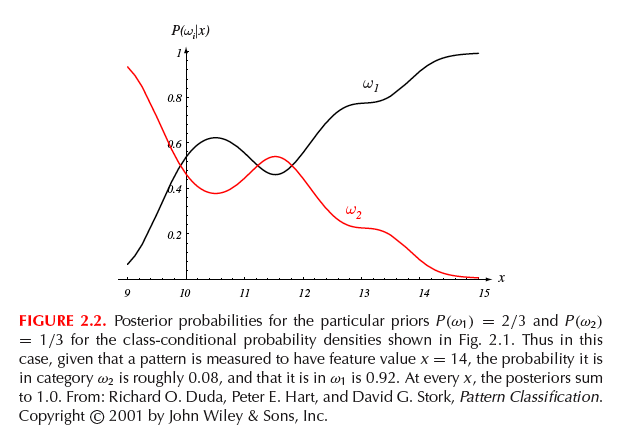 P(ωᵢ|x)
1
ω₁
0.8
0.6
0.4
ω₂
0.2
x
9 10 11 12 13 14 15
FIGURE 2.2. Posterior probabilities for the particular priors P(ω₁) = 2/3 and P(ω₂)
= 1/3 for the class-conditional probability densities shown in Fig. 2.1. Thus in this
case, given that a pattern is measured to have feature value x = 14, the probability it is
in category ω₂ is roughly 0.08, and that it is in ω₁ is 0.92. At every x, the posteriors sum
to 1.0. From: Richard O. Duda, Peter E. Hart, and David G. Stork, Pattern Classification.
Copyright © 2001 by John Wiley & Sons, Inc.